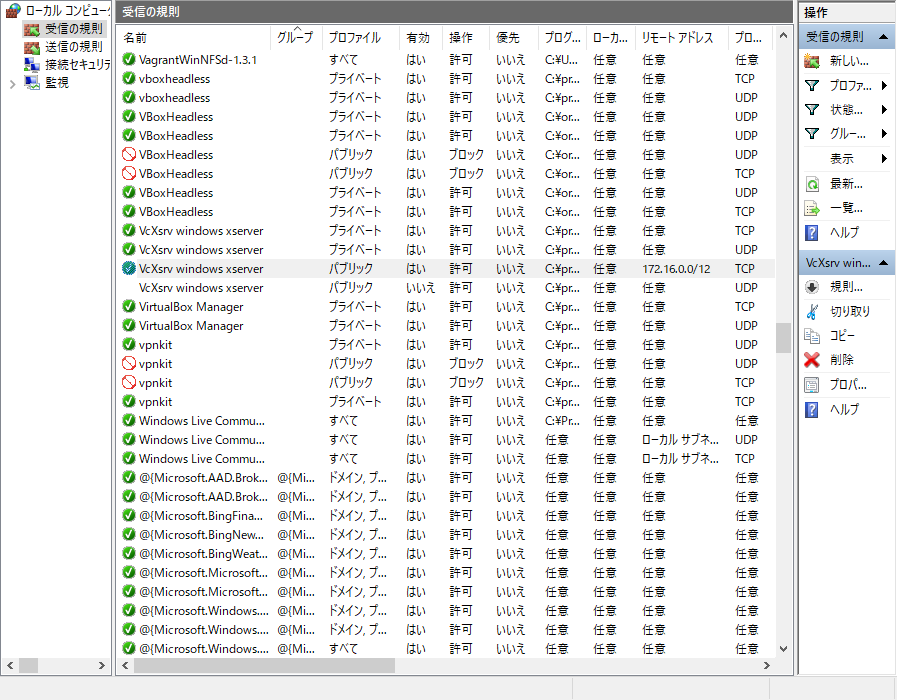 ローカル コンピュータ
受信の規則
送信の規則
接続セキュリテ
監視
受信の規則
名前 グループ プロファイル 有効 操作 優先 プログ... ローカ... リモート アドレス プロ...
VagrantWinNFSd-1.3.1 すべて はい 許可 いいえ C:¥U... 任意 任意 任意
vboxheadless プライベート はい 許可 いいえ C:¥pr... 任意 任意 TCP
vboxheadless プライベート はい 許可 いいえ C:¥pr... 任意 任意 UDP
VBoxHeadless プライベート はい 許可 いいえ C:¥or... 任意 任意 UDP
VBoxHeadless プライベート はい 許可 いいえ C:¥or... 任意 任意 TCP
VBoxHeadless パブリック はい ブロック いいえ C:¥or... 任意 任意 UDP
VBoxHeadless パブリック はい ブロック いいえ C:¥or... 任意 任意 TCP
VBoxHeadless プライベート はい 許可 いいえ C:¥or... 任意 任意 UDP
VBoxHeadless プライベート はい 許可 いいえ C:¥or... 任意 任意 TCP
VcXsrv windows xserver プライベート はい 許可 いいえ C:¥pr... 任意 任意 TCP
VcXsrv windows xserver プライベート はい 許可 いいえ C:¥pr... 任意 任意 UDP
VcXsrv windows xserver パブリック はい 許可 いいえ C:¥pr... 任意 172.16.0.0/12 TCP
VcXsrv windows xserver パブリック いいえ 許可 いいえ C:¥pr... 任意 任意 UDP
VirtualBox Manager プライベート はい 許可 いいえ C:¥pr... 任意 任意 TCP
VirtualBox Manager プライベート はい 許可 いいえ C:¥pr... 任意 任意 UDP
vpnkit プライベート はい 許可 いいえ C:¥pr... 任意 任意 UDP
vpnkit パブリック はい ブロック いいえ C:¥pr... 任意 任意 UDP
vpnkit パブリック はい ブロック いいえ C:¥pr... 任意 任意 TCP
vpnkit プライベート はい 許可 いいえ C:¥pr... 任意 任意 TCP
Windows Live Commu... すべて はい 許可 いいえ C:¥Pr... 任意 任意 任意
Windows Live Commu... すべて はい 許可 いいえ 任意 任意 ローカル サブネ... UDP
Windows Live Commu... すべて はい 許可 いいえ 任意 任意 ローカル サブネ... TCP
@{Microsoft.AAD.Brok... @{Mi... ドメイン, プ... はい 許可 いいえ 任意 任意 任意 任意
@{Microsoft.AAD.Brok... @{Mi... ドメイン, プ... はい 許可 いいえ 任意 任意 任意 任意
@{Microsoft.BingFina... @{Mi... ドメイン, プ... はい 許可 いいえ 任意 任意 任意 任意
@{Microsoft.BingNew... @{Mi... ドメイン, プ... はい 許可 いいえ 任意 任意 任意 任意
@{Microsoft.BingWeat... @{Mi... ドメイン, プ... はい 許可 いいえ 任意 任意 任意 任意
@{Microsoft.Microsoft... @{Mi... ドメイン, プ... はい 許可 いいえ 任意 任意 任意 任意
@{Microsoft.Microsoft... @{Mi... ドメイン, プ... はい 許可 いいえ 任意 任意 任意 任意
@{Microsoft.Windows.... @{Mi... ドメイン, プ... はい 許可 いいえ 任意 任意 任意 任意
@{Microsoft.Windows.... @{Mi... ドメイン, プ... はい 許可 いいえ 任意 任意 任意 任意
@{Microsoft.Windows.... @{Mi... すべて はい 許可 いいえ 任意 任意 任意 任意
操作
受信の規則
新しい...
プロファ...
状態...
グルー...
表示
最新...
一覧...
ヘルプ
VcXsrv win...
規則...
切り取り
コピー
削除
プロパ...
ヘルプ